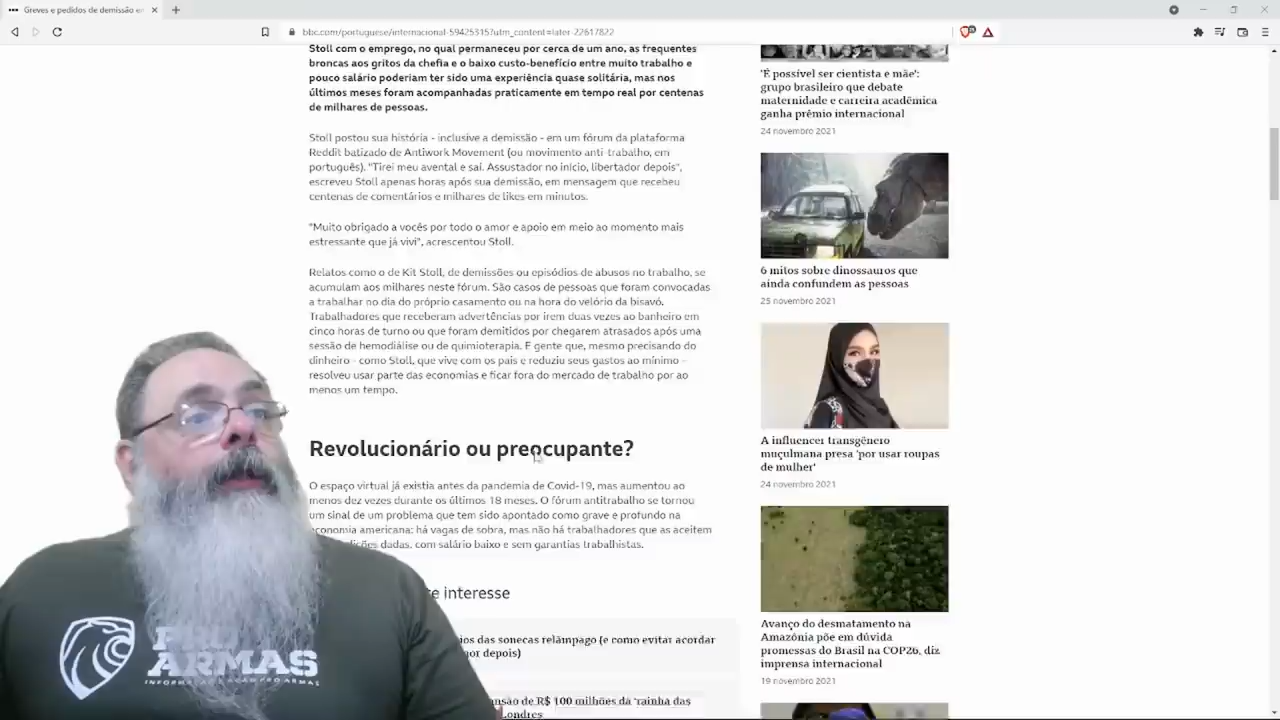 Greves e pedidos de demissão e
bbc.com/portuguese/internacional-59425315?utm_content=later-22617822
Stoll com o emprego, no qual permaneceu por cerca de um ano, as frequentes
broncas aos gritos da chefia e o baixo custo-benefício entre muito trabalho e
pouco salário poderiam ter sido uma experiência quase solitária, mas nos
últimos meses foram acompanhadas praticamente em tempo real por centenas
de milhares de pessoas.
Stoll postou sua história - inclusive a demissão - em um fórum da plataforma
Reddit batizado de Antiwork Movement (ou movimento anti-trabalho, em
português). "Tirei meu avental e saí. Assustador no início, libertador depois",
escreveu Stoll apenas horas após sua demissão, em mensagem que recebeu
centenas de comentários e milhares de likes em minutos.
"Muito obrigado a vocês por todo o amor e apoio em meio ao momento mais
estressante que já vivi", acrescentou Stoll.
Relatos como o de Kit Stoll, de demissões ou episódios de abusos no trabalho, se
acumulam aos milhares neste fórum. São casos de pessoas que foram convocadas
a trabalhar no dia do próprio casamento ou na hora do velório da bisavó.
Trabalhadores que receberam advertências por irem duas vezes ao banheiro em
cinco horas de turno ou que foram demitidos por chegarem atrasados após uma
sessão de hemodiálise ou de quimioterapia. E gente que, mesmo precisando do
dinheiro - como Stoll, que vive com os pais e reduziu seus gastos ao mínimo -
resolveu usar parte das economias e ficar fora do mercado de trabalho por ao
menos um tempo.
Revolucionário ou preocupante?
O espaço virtual já existia antes da pandemia de Covid-19, mas aumentou ao
menos dez vezes durante os últimos 18 meses. O fórum antitrabalho se tornou
um sinal de um problema que tem sido apontado como grave e profundo na
economia americana: há vagas de sobra, mas não há trabalhadores que as aceitem
dadas, com salário baixo e sem garantias trabalhistas.
interesse
das sonecas relâmpago (e como evitar acordar
depois)
de R$ 100 milhões da 'rainha das
Londres
'É possível ser cientista e mãe':
grupo brasileiro que debate
maternidade e carreira acadêmica
ganha prêmio internacional
24 novembro 2021
6 mitos sobre dinossauros que
ainda confundem as pessoas
25 novembro 2021
A influencer transgênero
muçulmana presa 'por usar roupas
de mulher'
24 novembro 2021
Avanço do desmatamento na
Amazônia põe em dúvida
promessas do Brasil na COP26, diz
imprensa internacional
19 novembro 2021
ARMAS
INFORMAÇÃO E AÇÃO PRÓ ARMAS